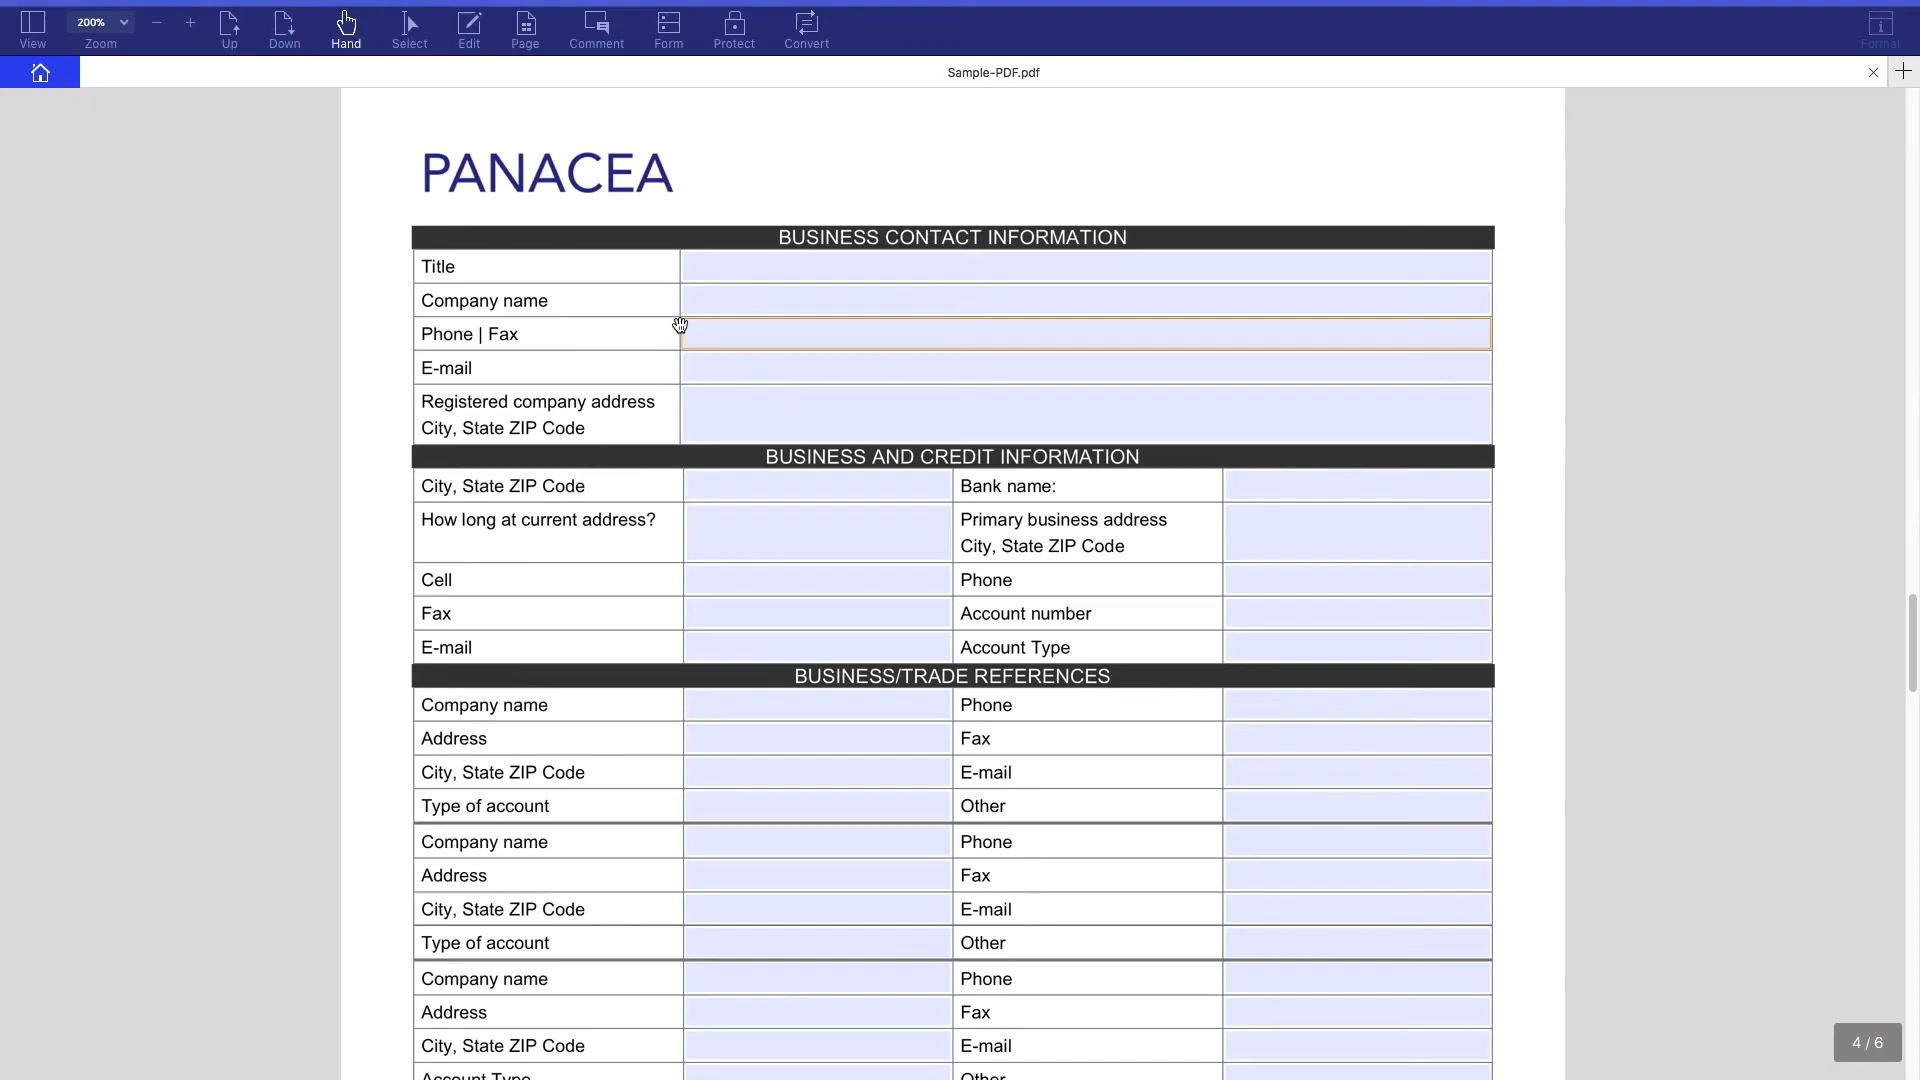 200%
View
Zoom
Up
Down
Hand
Select
Edit
Page
Comment
Form
Protect
Convert
Format
Sample-PDF.pdf
PANACEA
BUSINESS CONTACT INFORMATION
Title
Company name
Phone | Fax
E-mail
Registered company address
City, State ZIP Code
BUSINESS AND CREDIT INFORMATION
City, State ZIP Code
Bank name:
How long at current address?
Primary business address
City, State ZIP Code
Cell
Phone
Fax
Account number
E-mail
Account Type
BUSINESS/TRADE REFERENCES
Company name
Phone
Address
Fax
City, State ZIP Code
E-mail
Type of account
Other
Company name
Phone
Address
Fax
City, State ZIP Code
E-mail
Type of account
Other
Company name
Phone
Address
Fax
City, State ZIP Code
E-mail
Account Type
Other
4 / 6